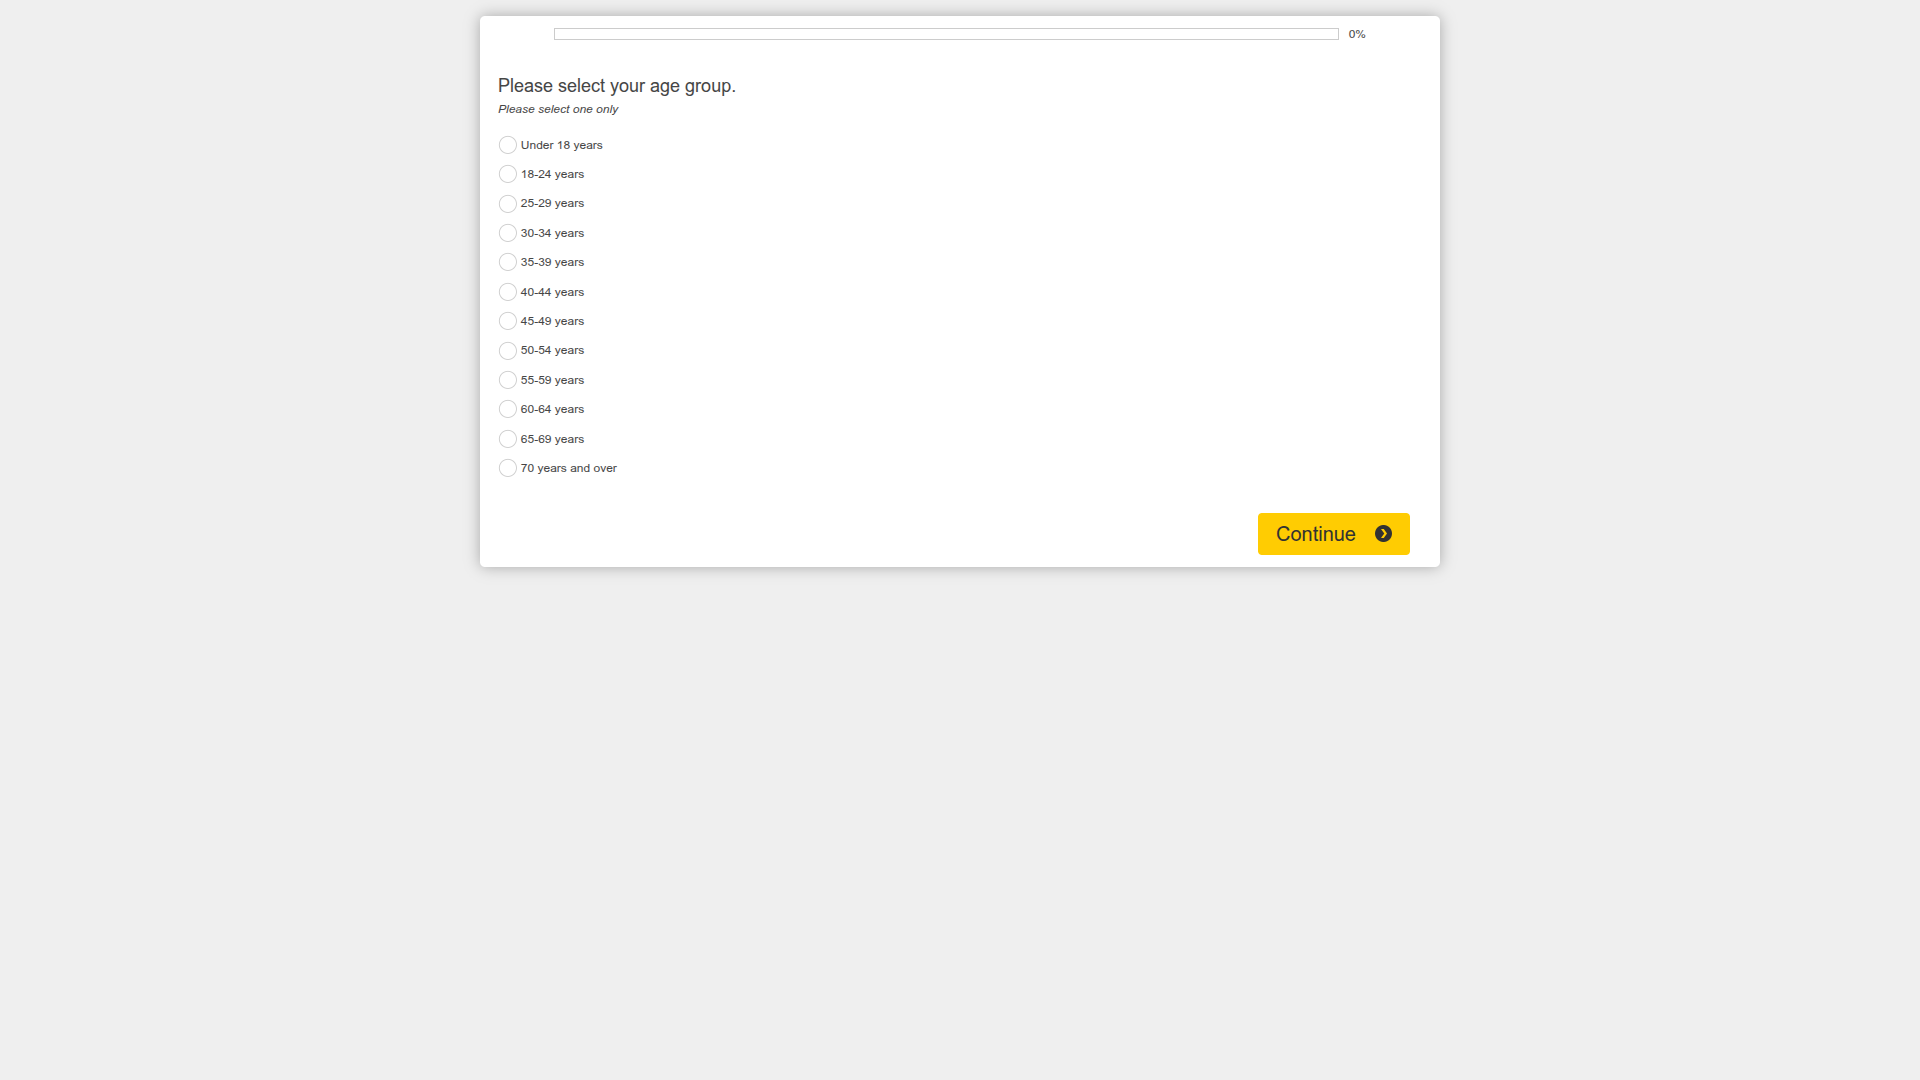 0%
Please select your age group.
Please select one only
Under 18 years
18-24 years
25-29 years
30-34 years
35-39 years
40-44 years
45-49 years
50-54 years
55-59 years
60-64 years
65-69 years
70 years and over
Continue